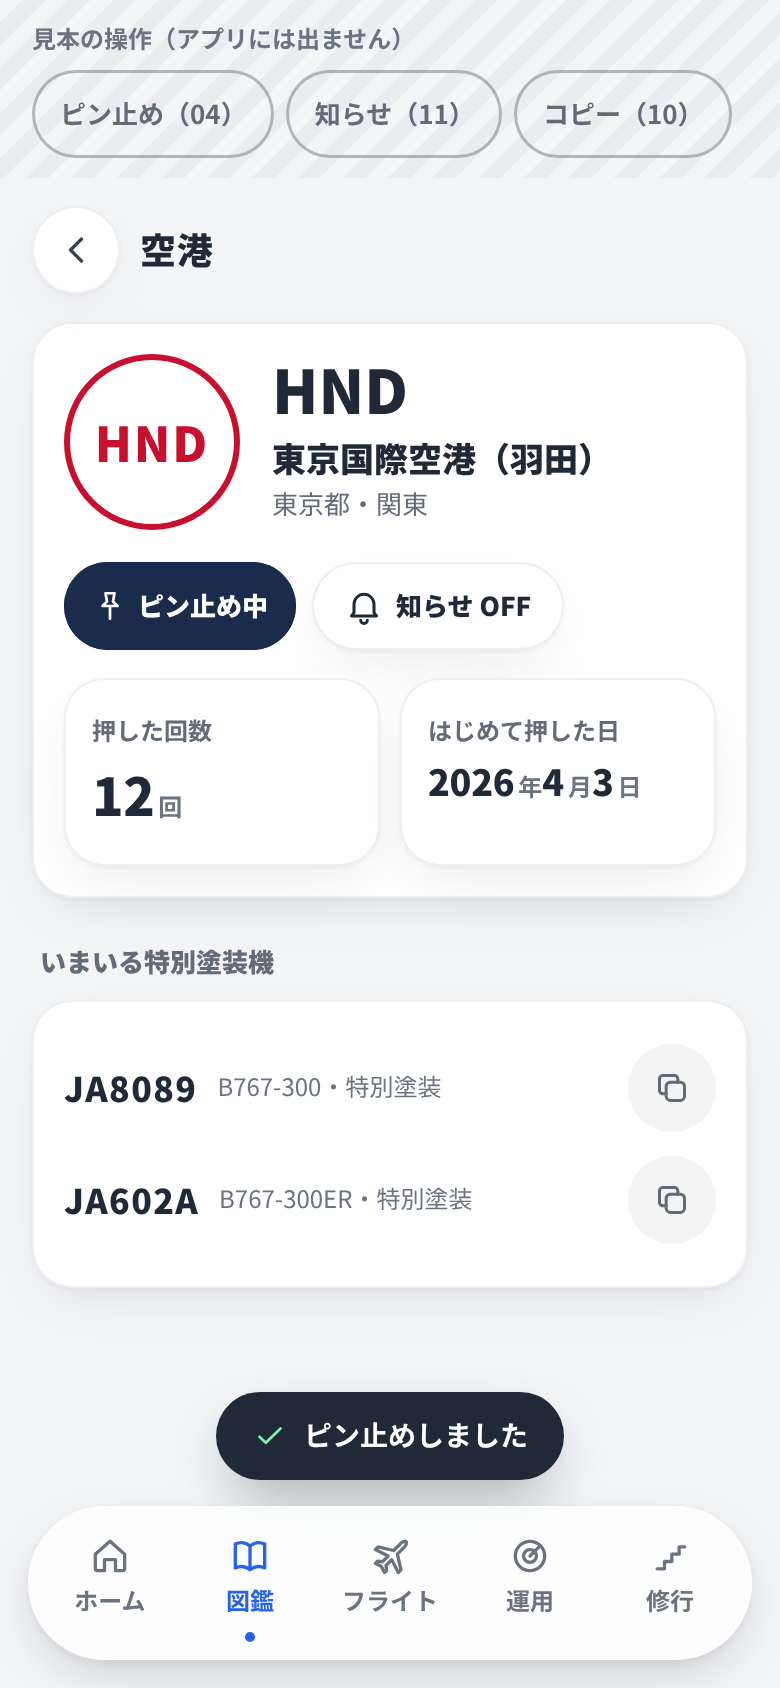 見本の操作（アプリには出ません）
ピン止め（04） 知らせ（11） コピー（10）
空港
HND
HND
東京国際空港（羽田）
東京都・関東
ピン止め中 知らせ OFF
押した回数
12回
はじめて押した日
2026年4月3日
いまいる特別塗装機
JA8089 B767-300・特別塗装
JA602A B767-300ER・特別塗装
ピン止めしました
ホーム 図鑑 フライト 運用 修行